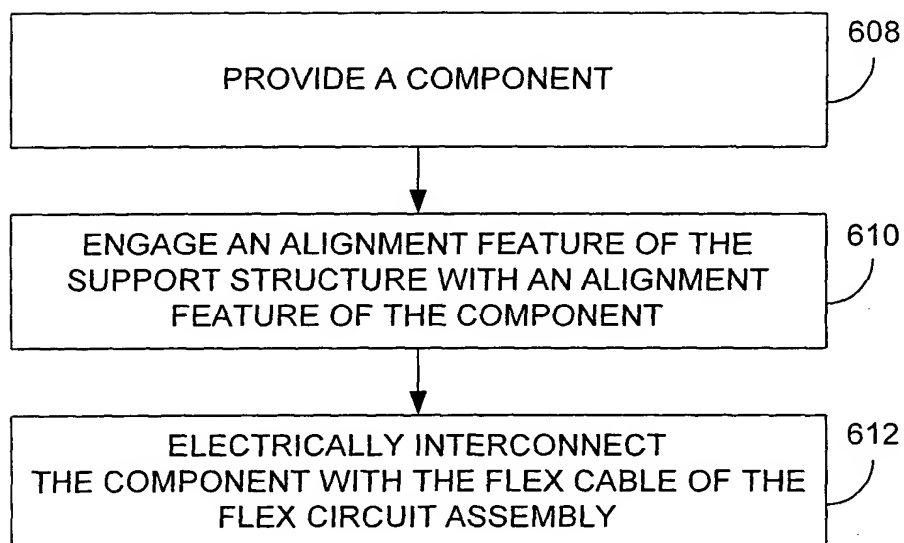 608
PROVIDE A COMPONENT
610
ENGAGE AN ALIGNMENT FEATURE OF THE
SUPPORT STRUCTURE WITH AN ALIGNMENT
FEATURE OF THE COMPONENT
612
ELECTRICALLY INTERCONNECT
THE COMPONENT WITH THE FLEX CABLE OF THE
FLEX CIRCUIT ASSEMBLY